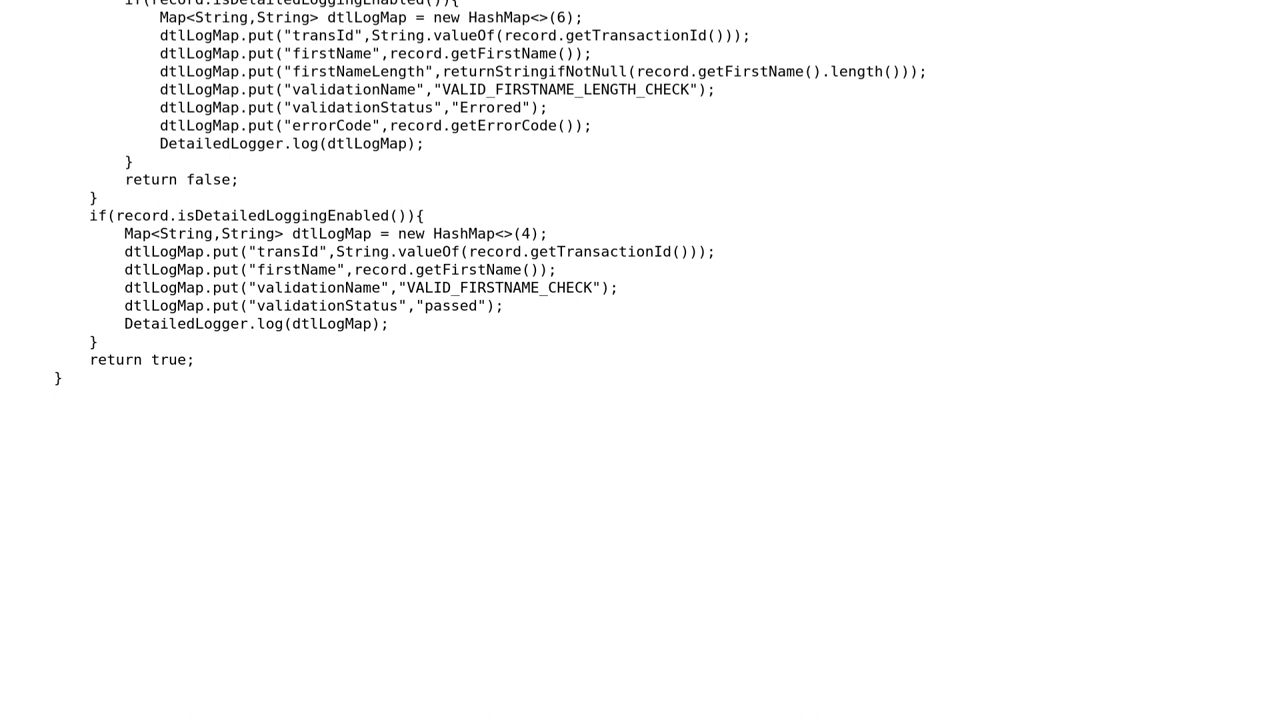 if(record.isDetailedLoggingEnabled()){
Map<String,String> dtlLogMap = new HashMap<>(6);
dtlLogMap.put("transId",String.valueOf(record.getTransactionId()));
dtlLogMap.put("firstName",record.getFirstName());
dtlLogMap.put("firstNameLength",returnStringifNotNull(record.getFirstName().length()));
dtlLogMap.put("validationName","VALID_FIRSTNAME_LENGTH_CHECK");
dtlLogMap.put("validationStatus","Errored");
dtlLogMap.put("errorCode",record.getErrorCode());
DetailedLogger.log(dtlLogMap);
}
return false;
}
if(record.isDetailedLoggingEnabled()){
Map<String,String> dtlLogMap = new HashMap<>(4);
dtlLogMap.put("transId",String.valueOf(record.getTransactionId()));
dtlLogMap.put("firstName",record.getFirstName());
dtlLogMap.put("validationName","VALID_FIRSTNAME_CHECK");
dtlLogMap.put("validationStatus","passed");
DetailedLogger.log(dtlLogMap);
}
return true;
}